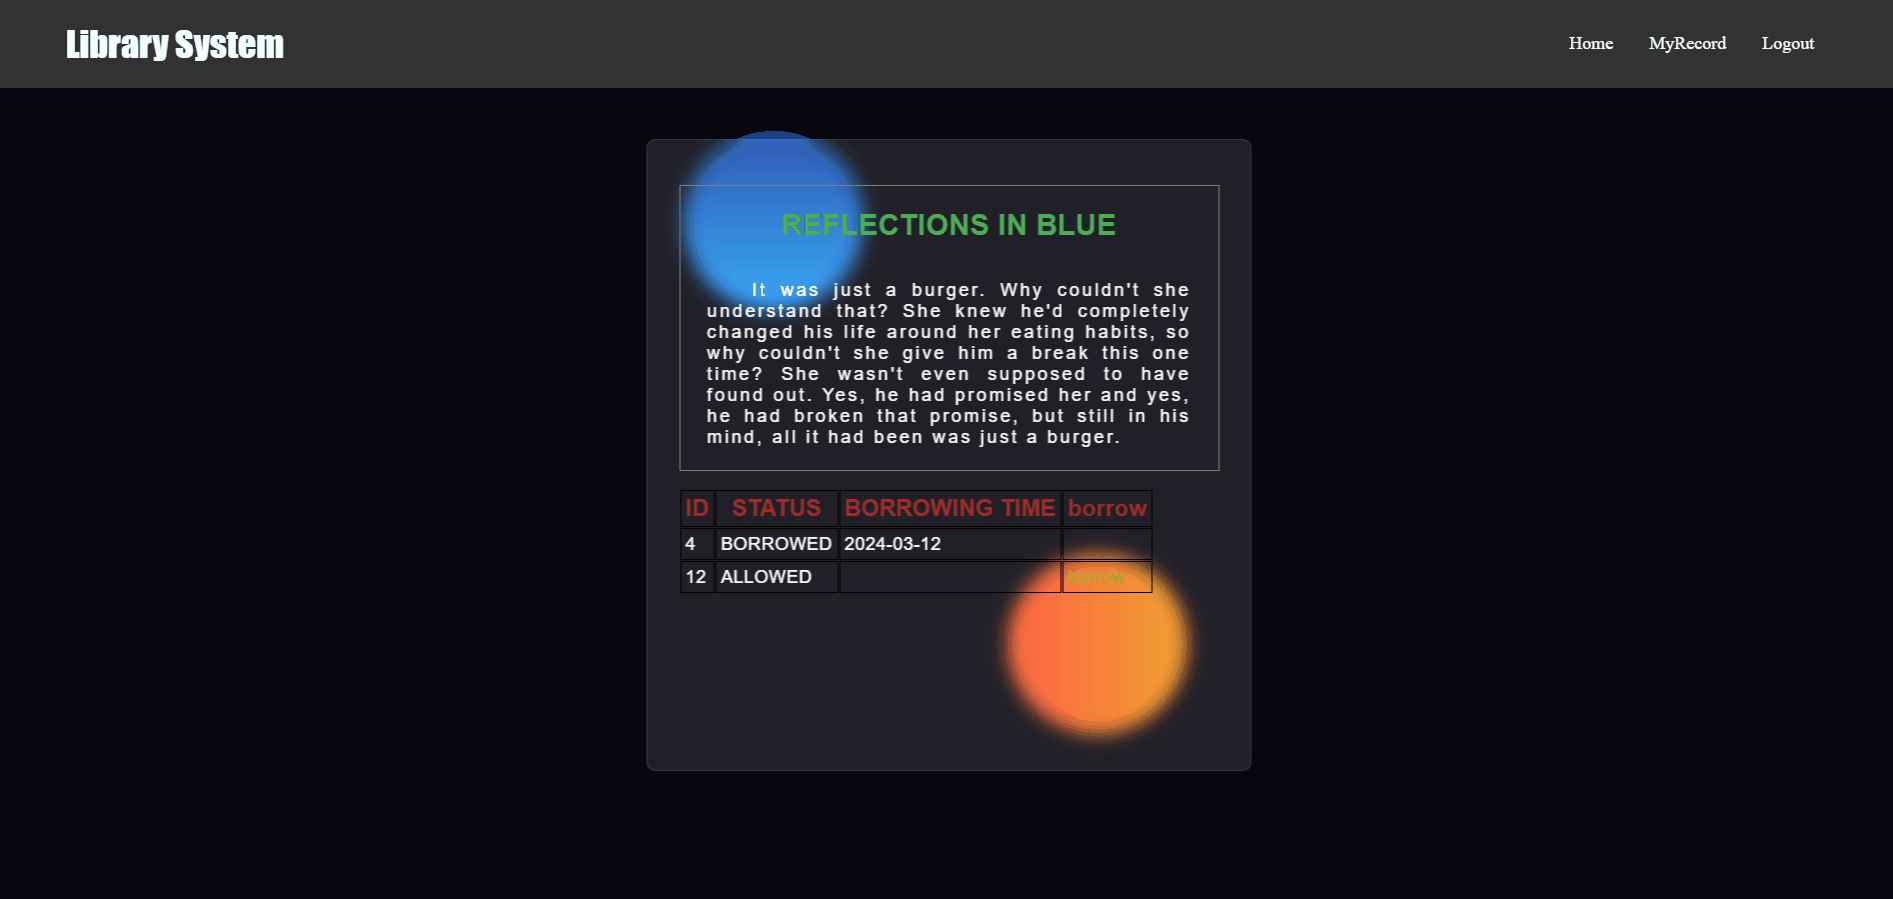 Library System
Home MyRecord Logout
REFLECTIONS IN BLUE
It was just a burger. Why couldn't she
understand that? She knew he'd completely
changed his life around her eating habits, so
why couldn't she give him a break this one
time? She wasn't even supposed to have
found out. Yes, he had promised her and yes,
he had broken that promise, but still in his
mind, all it had been was just a burger.
ID STATUS BORROWING TIME borrow
4 BORROWED 2024-03-12
12 ALLOWED borrow